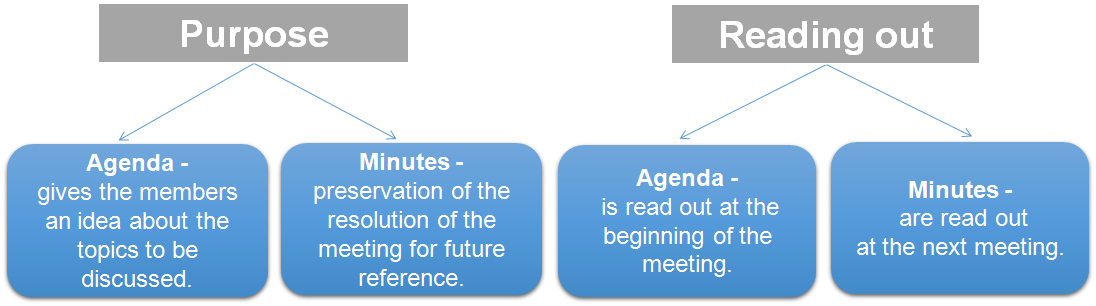 Purpose
Reading out
Agenda -
gives the members
an idea about the
topics to be
discussed.
Minutes -
preservation of the
resolution of the
meeting for future
reference.
Agenda -
is read out at the
beginning of the
meeting.
Minutes -
are read out
at the next meeting.